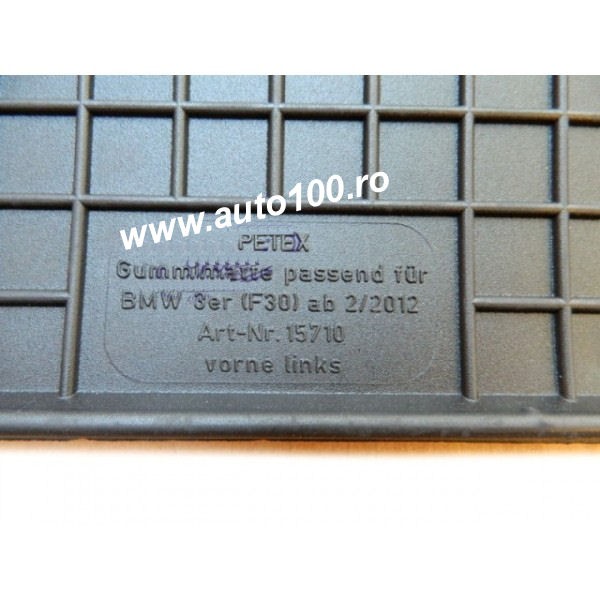 www.auto100.ro
PETEX
Gummimatte passend für
BMW 3er (F30) ab 2/2012
Art-Nr. 15710
vorne links